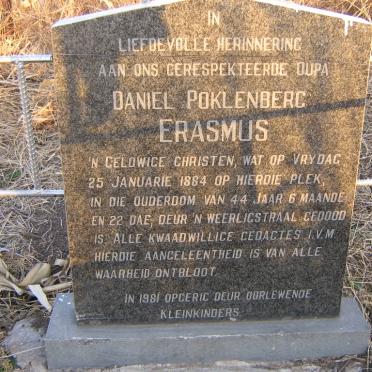 IN
LIEFDEVOLLE HERINNERING
AAN ONS GERESPEKTEERDE OUPA
DANIEL POKLENBERG
ERASMUS
'N GELOWIGE CHRISTEN, WAT OP VRYDAG
25 JANUARIE 1884 OP HIERDIE PLEK,
IN DIE OUDERDOM VAN 44 JAAR 6 MAANDE
EN 22 DAE, DEUR 'N WEERLIGSTRAAL GEDOOD
IS. ALLE KWAADWILLIGE GEDAGTES I.V.M
HIERDIE AANGELEENTHEID IS VAN ALLE
WAARHEID ONTBLOOT.
IN 1981 OPGERIG DEUR OORLEWENDE
KLEINKINDERS